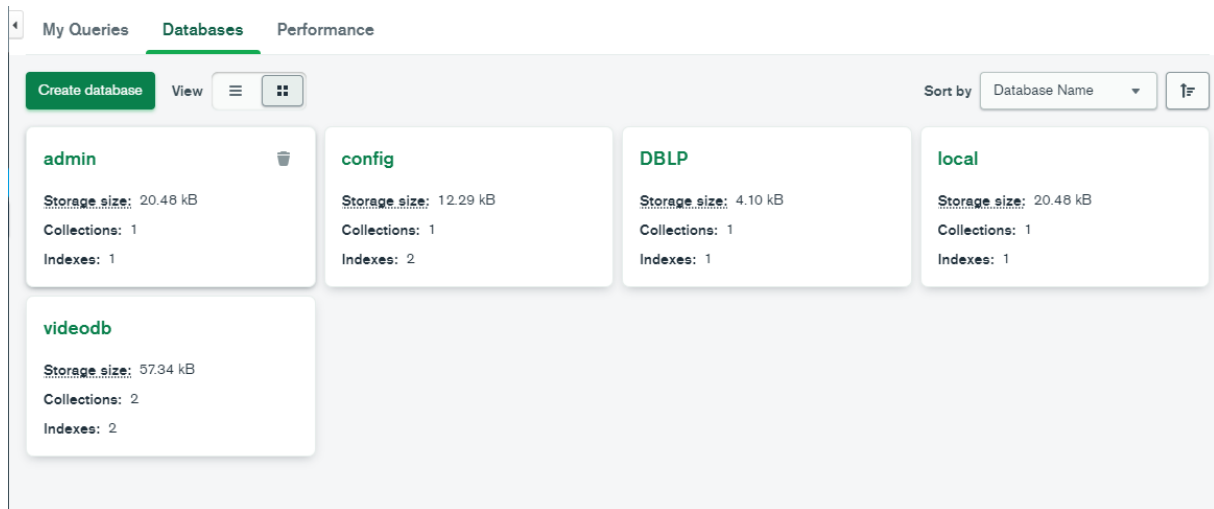 My Queries Databases Performance
Create database View Sort by Database Name
admin config DBLP local
Storage size: 20.48 kB Storage size: 12.29 kB Storage size: 4.10 kB Storage size: 20.48 kB
Collections: 1 Collections: 1 Collections: 1 Collections: 1
Indexes: 1 Indexes: 2 Indexes: 1 Indexes: 1
videodb
Storage size: 57.34 kB
Collections: 2
Indexes: 2